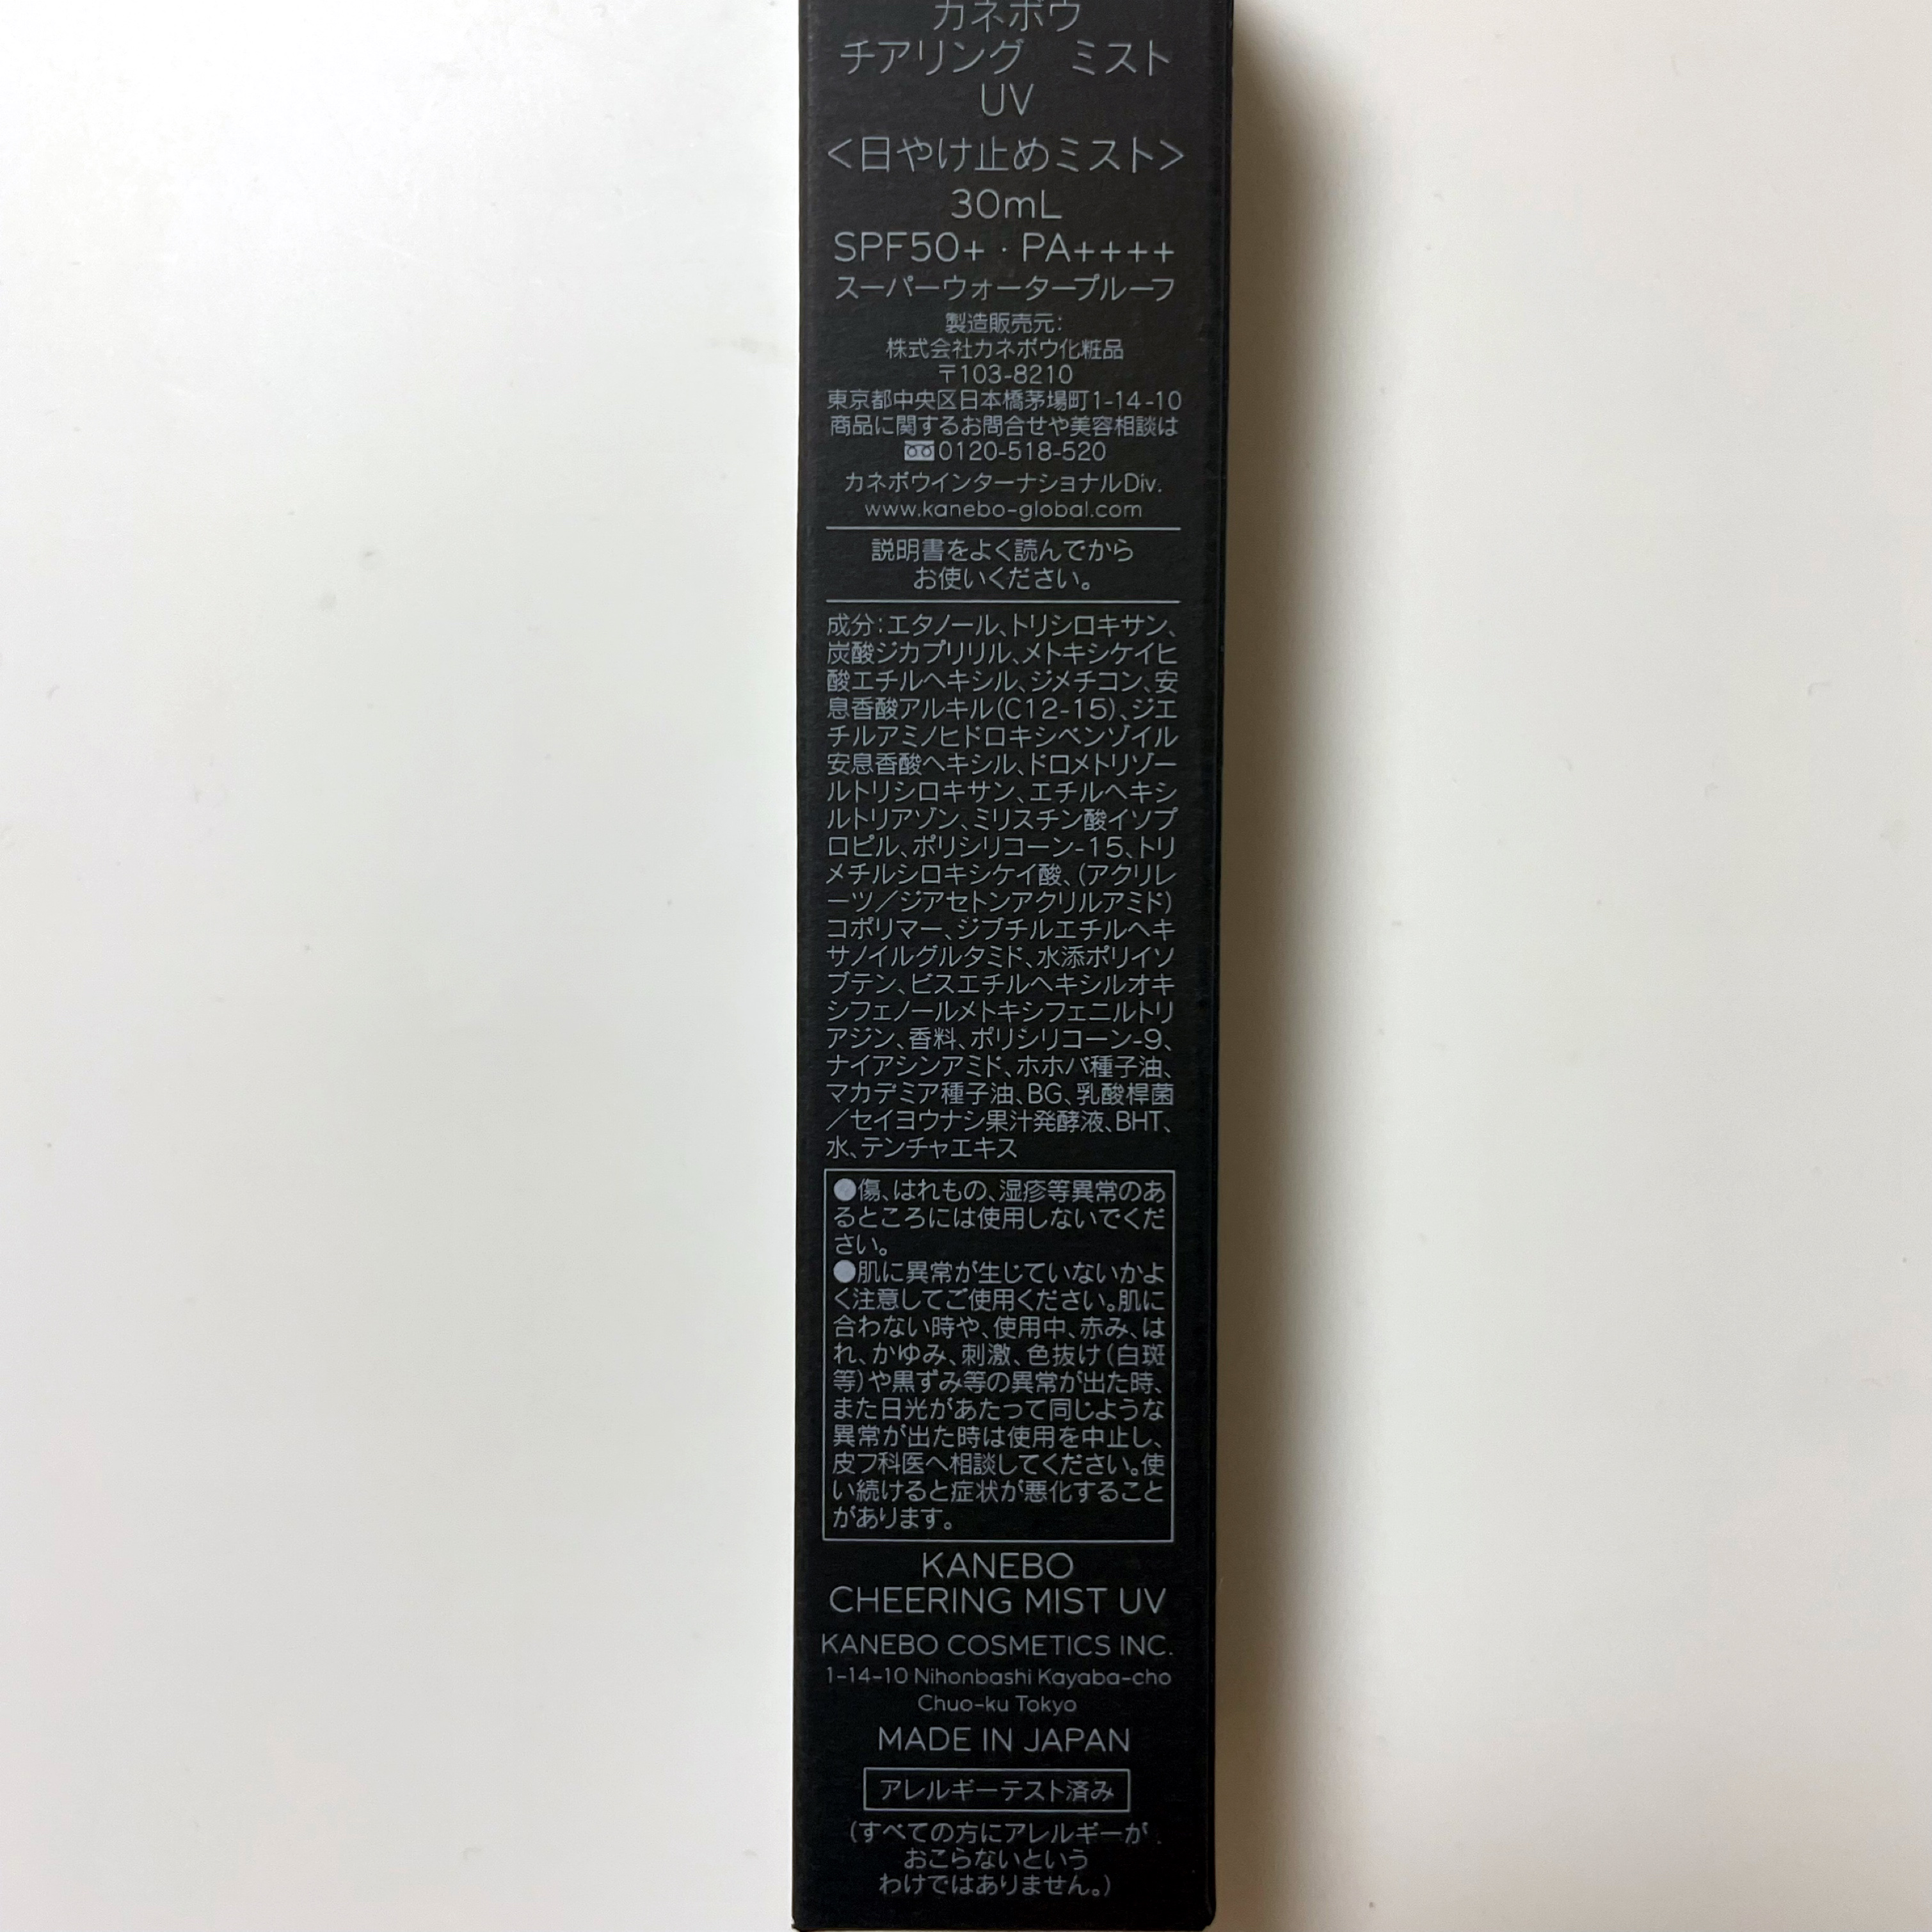 カネボウ
チアリング　ミスト
UV
<日やけ止めミスト>
30mL
SPF50+・PA++++
スーパーウォータープルーフ
製造販売元:
株式会社カネボウ化粧品
〒103-8210
東京都中央区日本橋茅場町1-14-10
商品に関するお問合せや美容相談は
0120-518-520
カネボウインターナショナルDiv.
www.kanebo-global.com
説明書をよく読んでから
お使いください。
成分:エタノール、トリシロキサン、
炭酸ジカプリリル、メトキシケイヒ
酸エチルヘキシル、ジメチコン、安
息香酸アルキル(C12-15)、ジエ
チルアミノヒドロキシベンゾイル
安息香酸ヘキシル、ドロメトリゾー
ルトリシロキサン、エチルヘキシ
ルトリアゾン、ミリスチン酸イソプ
ロピル、ポリシリコーン-15、トリ
メチルシロキシケイ酸、(アクリレ
ーツ/ジアセトンアクリルアミド)
コポリマー、ジブチルエチルヘキ
サノイルグルタミド、水添ポリイソ
ブテン、ビスエチルヘキシルオキ
シフェノールメトキシフェニルトリ
アジン、香料、ポリシリコーン-9、
ナイアシンアミド、ホホバ種子油、
マカデミア種子油、BG、乳酸桿菌
/セイヨウナシ果汁発酵液、BHT、
水、テンチャエキス
●傷、はれもの、湿疹等異常のあ
るところには使用しないでくだ
さい。
●肌に異常が生じていないかよ
く注意してご使用ください。肌に
合わない時や、使用中、赤み、は
れ、かゆみ、刺激、色抜け(白斑
等)や黒ずみ等の異常が出た時、
また日光があたって同じような
異常が出た時は使用を中止し、
皮フ科医へ相談してください。使
い続けると症状が悪化すること
があります。
KANEBO
CHEERING MIST UV
KANEBO COSMETICS INC.
1-14-10 Nihonbashi Kayaba-cho
Chuo-ku Tokyo
MADE IN JAPAN
アレルギーテスト済み
(すべての方にアレルギーが
おこらないという
わけではありません。)